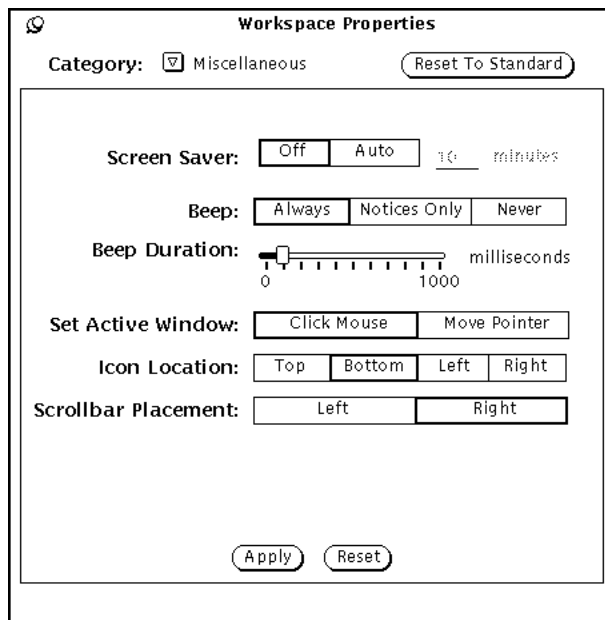 Workspace Properties
Category: Miscellaneous Reset To Standard
Screen Saver: Off Auto 10 minutes
Beep: Always Notices Only Never
Beep Duration: milliseconds
0 1000
Set Active Window: Click Mouse Move Pointer
Icon Location: Top Bottom Left Right
Scrollbar Placement: Left Right
Apply Reset